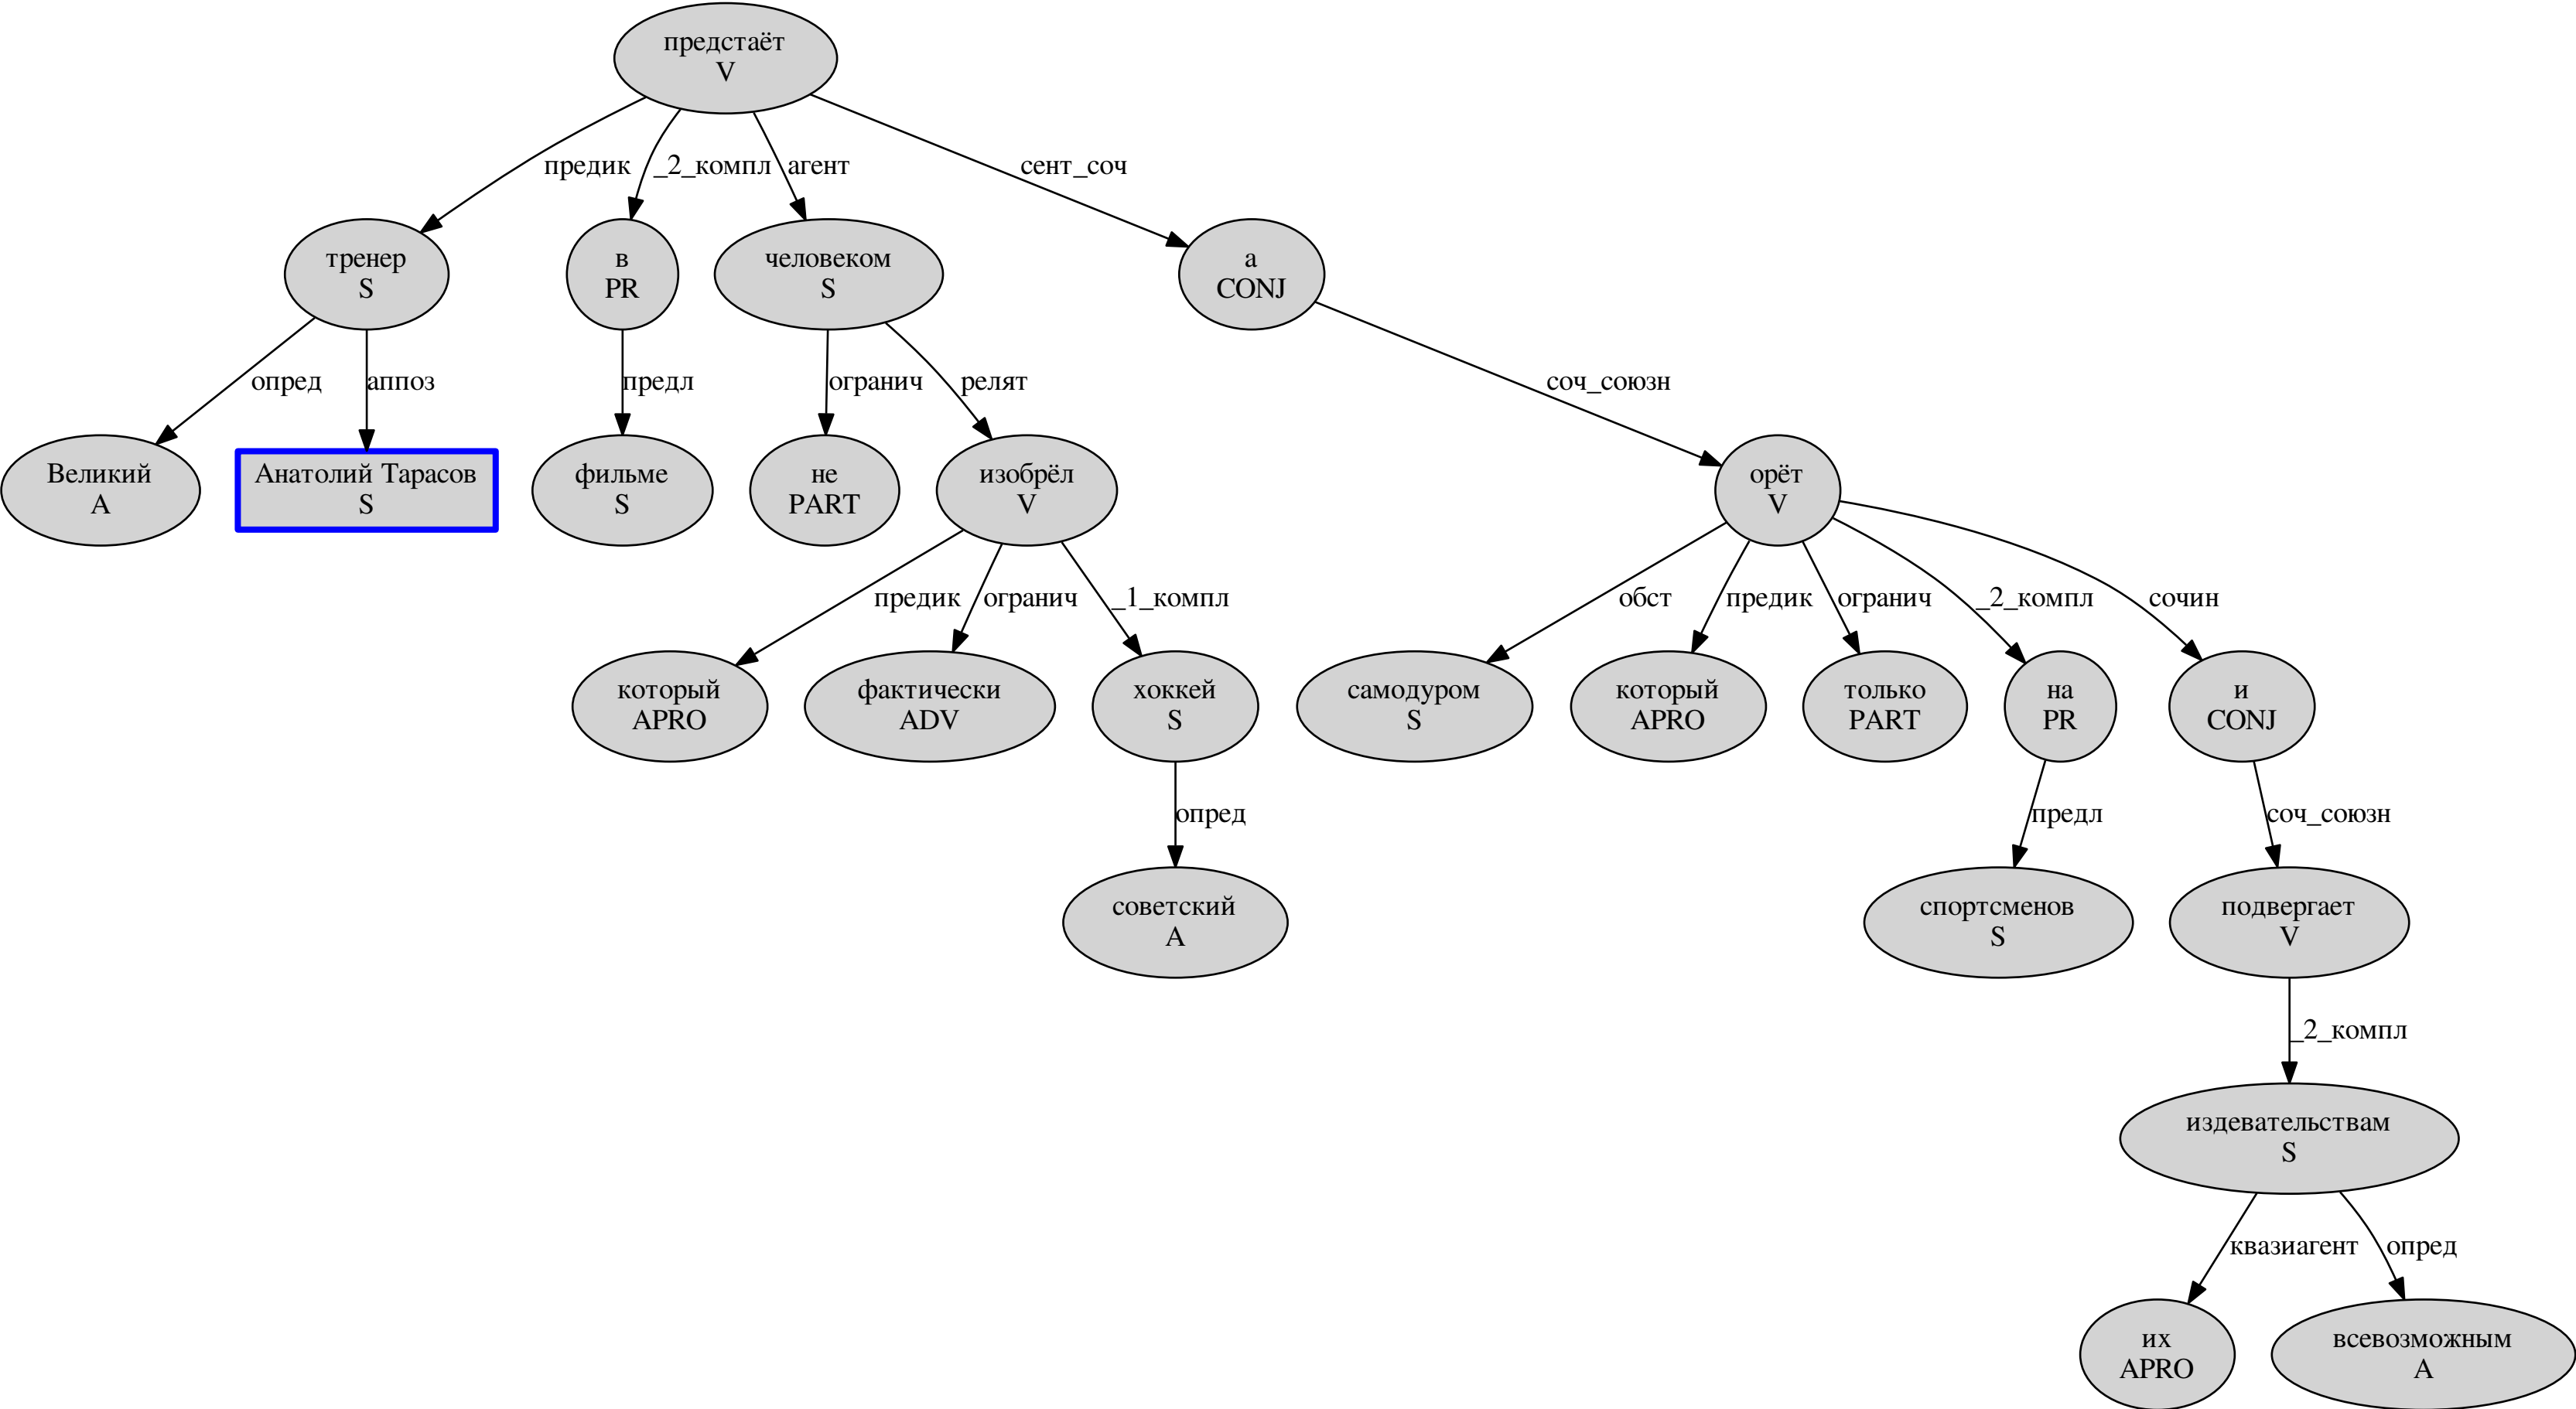 предстаёт
V
предик
_2_компл
агент
сент_соч
тренер
S
в
PR
человеком
S
а
CONJ
опред
аппоз
предл
огранич
релят
соч_союзн
Великий
A
Анатолий Тарасов
S
фильме
S
не
PART
изобрёл
V
орёт
V
предик
огранич
_1_компл
обст
предик
огранич
_2_компл
сочин
который
APRO
фактически
ADV
хоккей
S
самодуром
S
который
APRO
только
PART
на
PR
и
CONJ
опред
предл
соч_союзн
советский
A
спортсменов
S
подвергает
V
_2_компл
издевательствам
S
квазиагент
опред
их
APRO
всевозможным
A